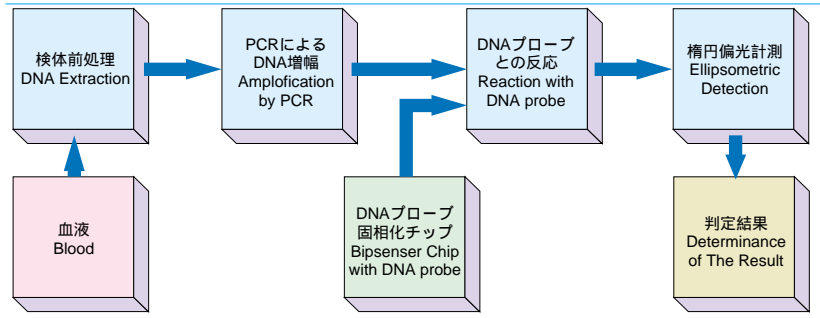 検体前処理
DNA Extraction
PCRによる
DNA増幅
Amplofication
by PCR
DNAプローブ
との反応
Reaction with
DNA probe
楕円偏光計測
Ellipsometric
Detection
血液
Blood
DNAプローブ
固相化チップ
Bipsenser Chip
with DNA probe
判定結果
Determinance
of The Result